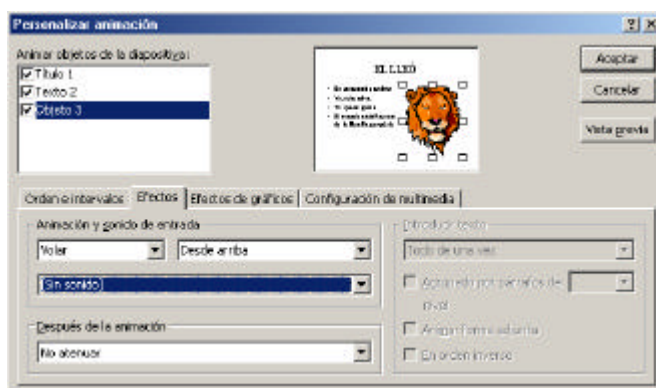 Personalizar animación
Animar objetos de la diapositiva:
Título 1
Texto 2
Objeto 3
EL LLEÓ
Aceptar
Cancelar
Vista previa
Orden e intervalos
Efectos
Efectos de gráficos
Configuración de multimedia
Animación y sonido de entrada
Volar
Desde arriba
[Sin sonido]
Después de la animación
No atenuar
Introducir texto
Todo de una vez
Agrupado por párrafos de
nivel
Animar forma adjunta
En orden inverso